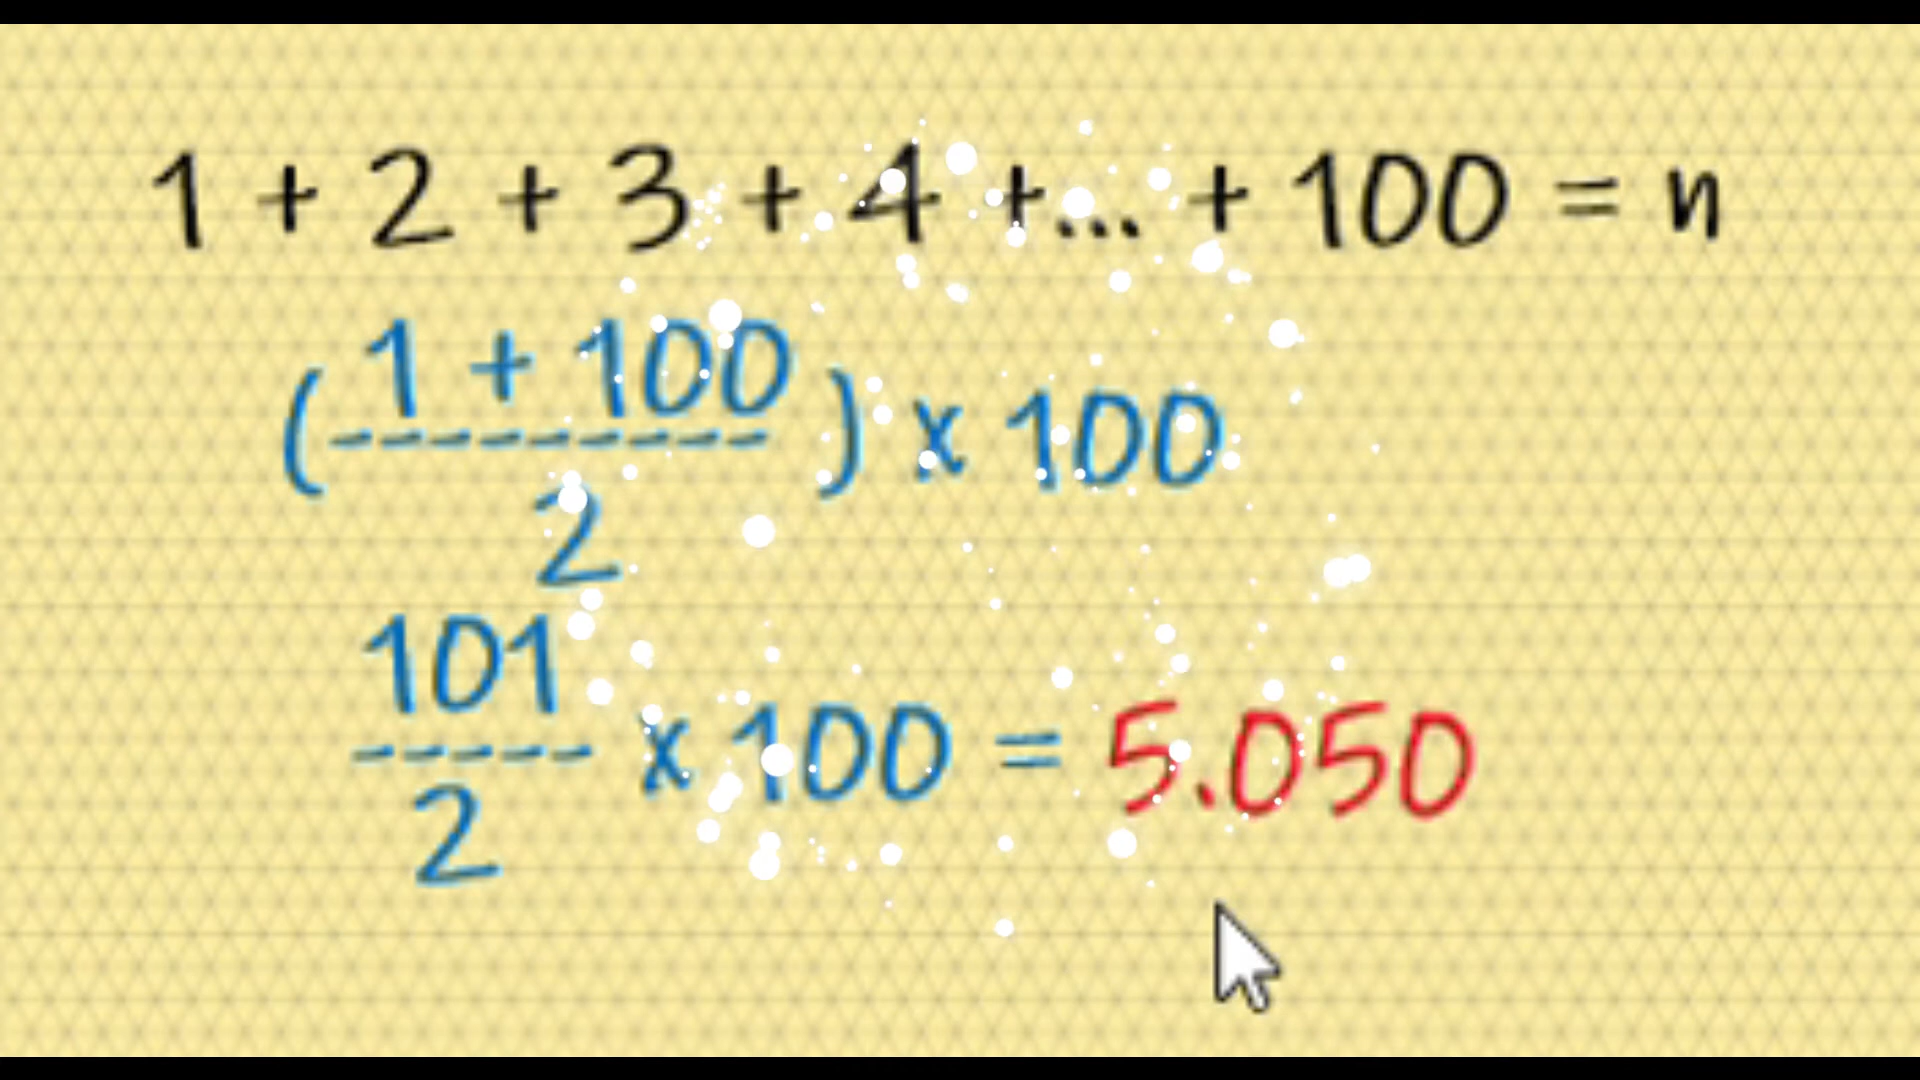 1 + 2 + 3 + 4 +... + 100 = n
1 + 100
(---------) x 100
2
101
----- x 100 = 5.050
2